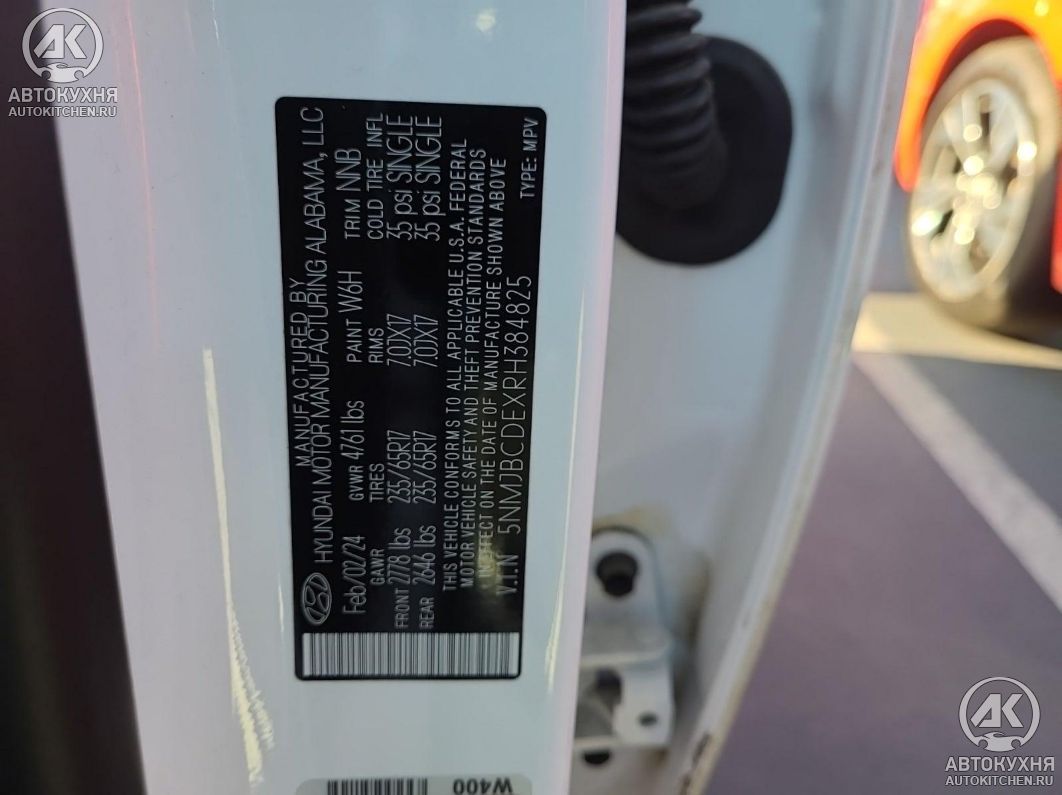 АВТОКУХНЯ
AUTOKITCHEN.RU
MANUFACTURED BY
HYUNDAI MOTOR MANUFACTURING ALABAMA, LLC
Feb/02/24 GVWR 4761 lbs PAINT W6H TRIM NNB
GAWR TIRES RIMS COLD TIRE INFL
FRONT 2778 lbs 235/65R17 7.0JX17 35 psi SINGLE
REAR 2646 lbs 235/65R17 7.0JX17 35 psi SINGLE
THIS VEHICLE CONFORMS TO ALL APPLICABLE U.S.A. FEDERAL
MOTOR VEHICLE SAFETY AND THEFT PREVENTION STANDARDS
IN EFFECT ON THE DATE OF MANUFACTURE SHOWN ABOVE
V.I.N 5NMJBCDEXRH384825
TYPE: MPV
W400
АВТОКУХНЯ
AUTOKITCHEN.RU